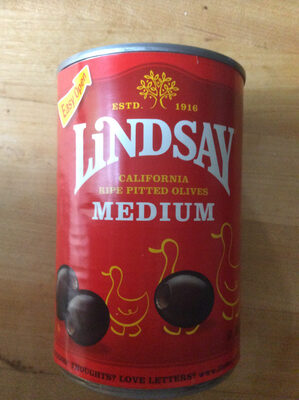 Easy Open
ESTD. 1916
LiNDSAY
CALIFORNIA
RIPE PITTED OLIVES
MEDIUM
THOUGHTS? LOVE LETTERS?